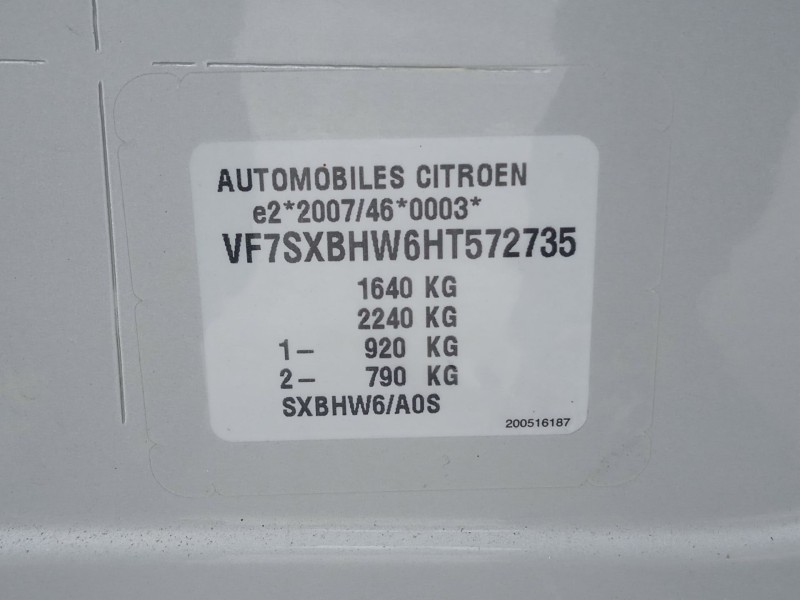 AUTOMOBILES CITROEN
e2*2007/46*0003*
VF7SXBHW6HT572735
1640 KG
2240 KG
1- 920 KG
2- 790 KG
SXBHW6/A0S
200516187